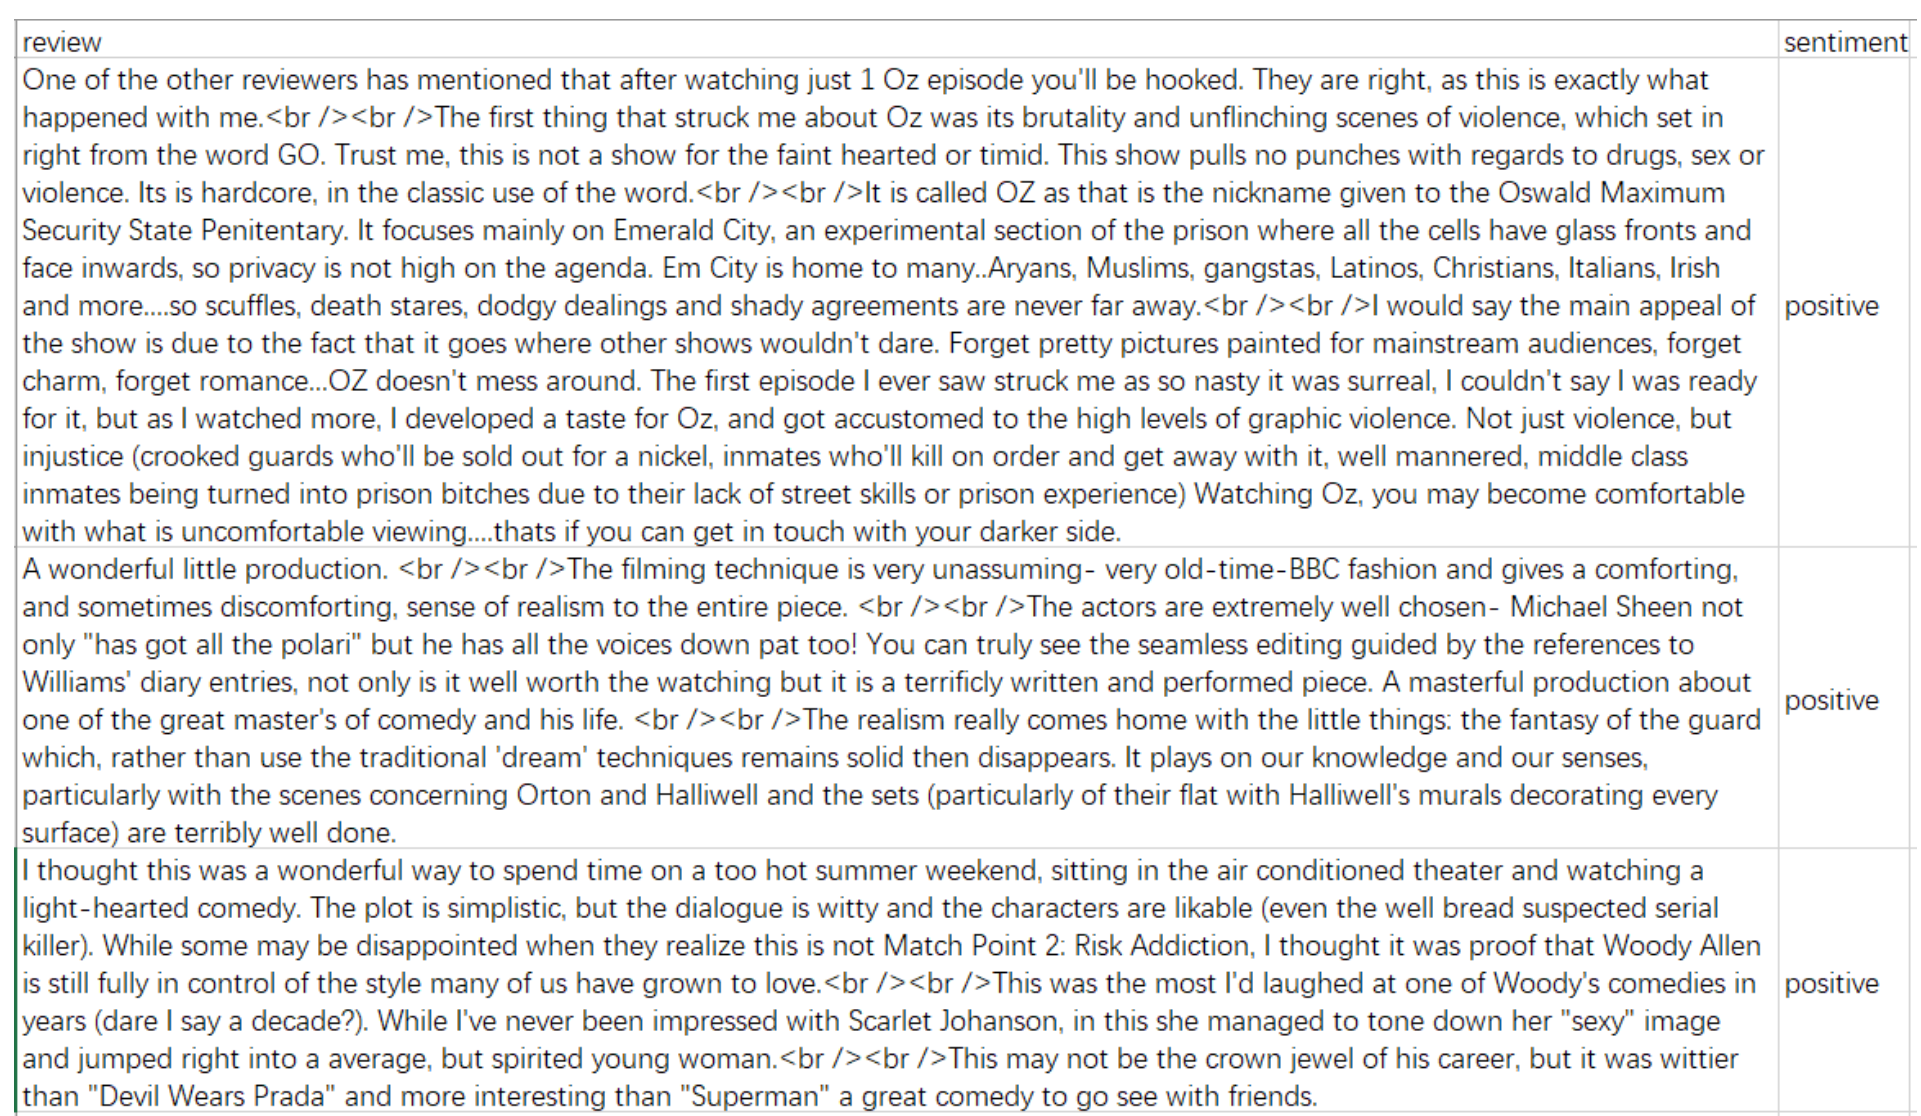 review sentiment
One of the other reviewers has mentioned that after watching just 1 Oz episode you'll be hooked. They are right, as this is exactly what
happened with me.<br /><br />The first thing that struck me about Oz was its brutality and unflinching scenes of violence, which set in
right from the word GO. Trust me, this is not a show for the faint hearted or timid. This show pulls no punches with regards to drugs, sex or
violence. Its is hardcore, in the classic use of the word.<br /><br />It is called OZ as that is the nickname given to the Oswald Maximum
Security State Penitentary. It focuses mainly on Emerald City, an experimental section of the prison where all the cells have glass fronts and
face inwards, so privacy is not high on the agenda. Em City is home to many..Aryans, Muslims, gangstas, Latinos, Christians, Italians, Irish
and more....so scuffles, death stares, dodgy dealings and shady agreements are never far away.<br /><br />I would say the main appeal of
the show is due to the fact that it goes where other shows wouldn't dare. Forget pretty pictures painted for mainstream audiences, forget
charm, forget romance...OZ doesn't mess around. The first episode I ever saw struck me as so nasty it was surreal, I couldn't say I was ready
for it, but as I watched more, I developed a taste for Oz, and got accustomed to the high levels of graphic violence. Not just violence, but
injustice (crooked guards who'll be sold out for a nickel, inmates who'll kill on order and get away with it, well mannered, middle class
inmates being turned into prison bitches due to their lack of street skills or prison experience) Watching Oz, you may become comfortable
with what is uncomfortable viewing....thats if you can get in touch with your darker side.
positive
A wonderful little production. <br /><br />The filming technique is very unassuming- very old-time-BBC fashion and gives a comforting,
and sometimes discomforting, sense of realism to the entire piece. <br /><br />The actors are extremely well chosen- Michael Sheen not
only "has got all the polari" but he has all the voices down pat too! You can truly see the seamless editing guided by the references to
Williams' diary entries, not only is it well worth the watching but it is a terrificly written and performed piece. A masterful production about
one of the great master's of comedy and his life. <br /><br />The realism really comes home with the little things: the fantasy of the guard
which, rather than use the traditional 'dream' techniques remains solid then disappears. It plays on our knowledge and our senses,
particularly with the scenes concerning Orton and Halliwell and the sets (particularly of their flat with Halliwell's murals decorating every
surface) are terribly well done.
positive
I thought this was a wonderful way to spend time on a too hot summer weekend, sitting in the air conditioned theater and watching a
light-hearted comedy. The plot is simplistic, but the dialogue is witty and the characters are likable (even the well bread suspected serial
killer). While some may be disappointed when they realize this is not Match Point 2: Risk Addiction, I thought it was proof that Woody Allen
is still fully in control of the style many of us have grown to love.<br /><br />This was the most I'd laughed at one of Woody's comedies in
years (dare I say a decade?). While I've never been impressed with Scarlet Johanson, in this she managed to tone down her "sexy" image
and jumped right into a average, but spirited young woman.<br /><br />This may not be the crown jewel of his career, but it was wittier
than "Devil Wears Prada" and more interesting than "Superman" a great comedy to go see with friends.
positive